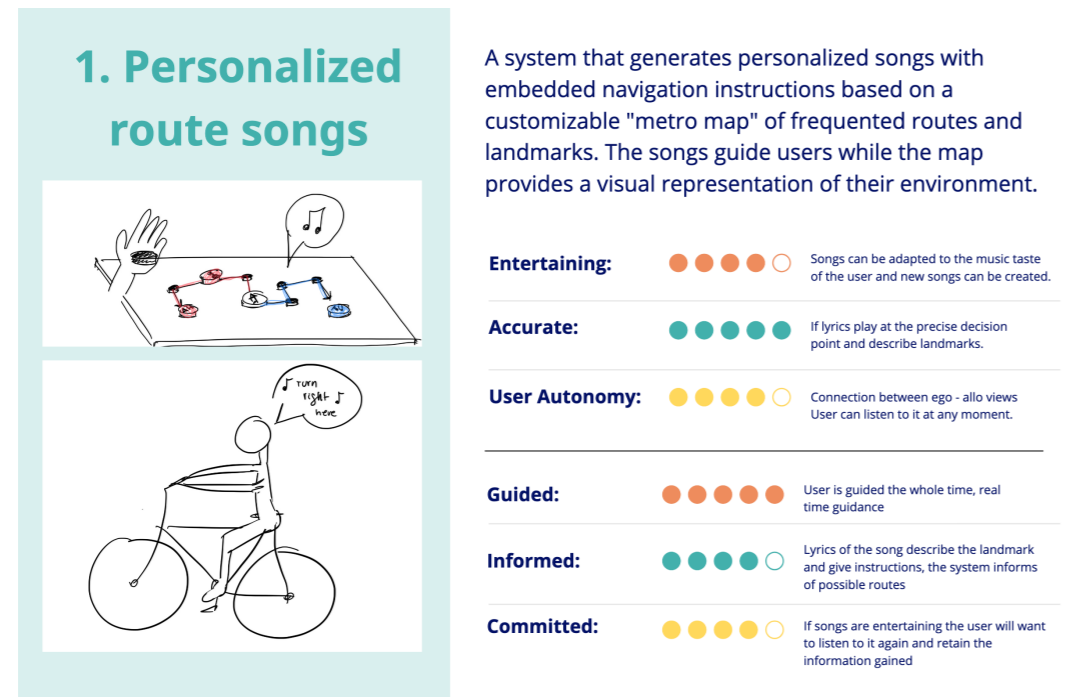 1. Personalized
route songs
Turn
right
here
A system that generates personalized songs with
embedded navigation instructions based on a
customizable "metro map" of frequented routes and
landmarks. The songs guide users while the map
provides a visual representation of their environment.
Entertaining:
Songs can be adapted to the music taste
of the user and new songs can be created.
Accurate:
If lyrics play at the precise decision
point and describe landmarks.
User Autonomy:
Connection between ego - allo views
User can listen to it at any moment.
Guided:
User is guided the whole time, real
time guidance
Informed:
Lyrics of the song describe the landmark
and give instructions, the system informs
of possible routes
Committed:
If songs are entertaining the user will want
to listen to it again and retain the
information gained